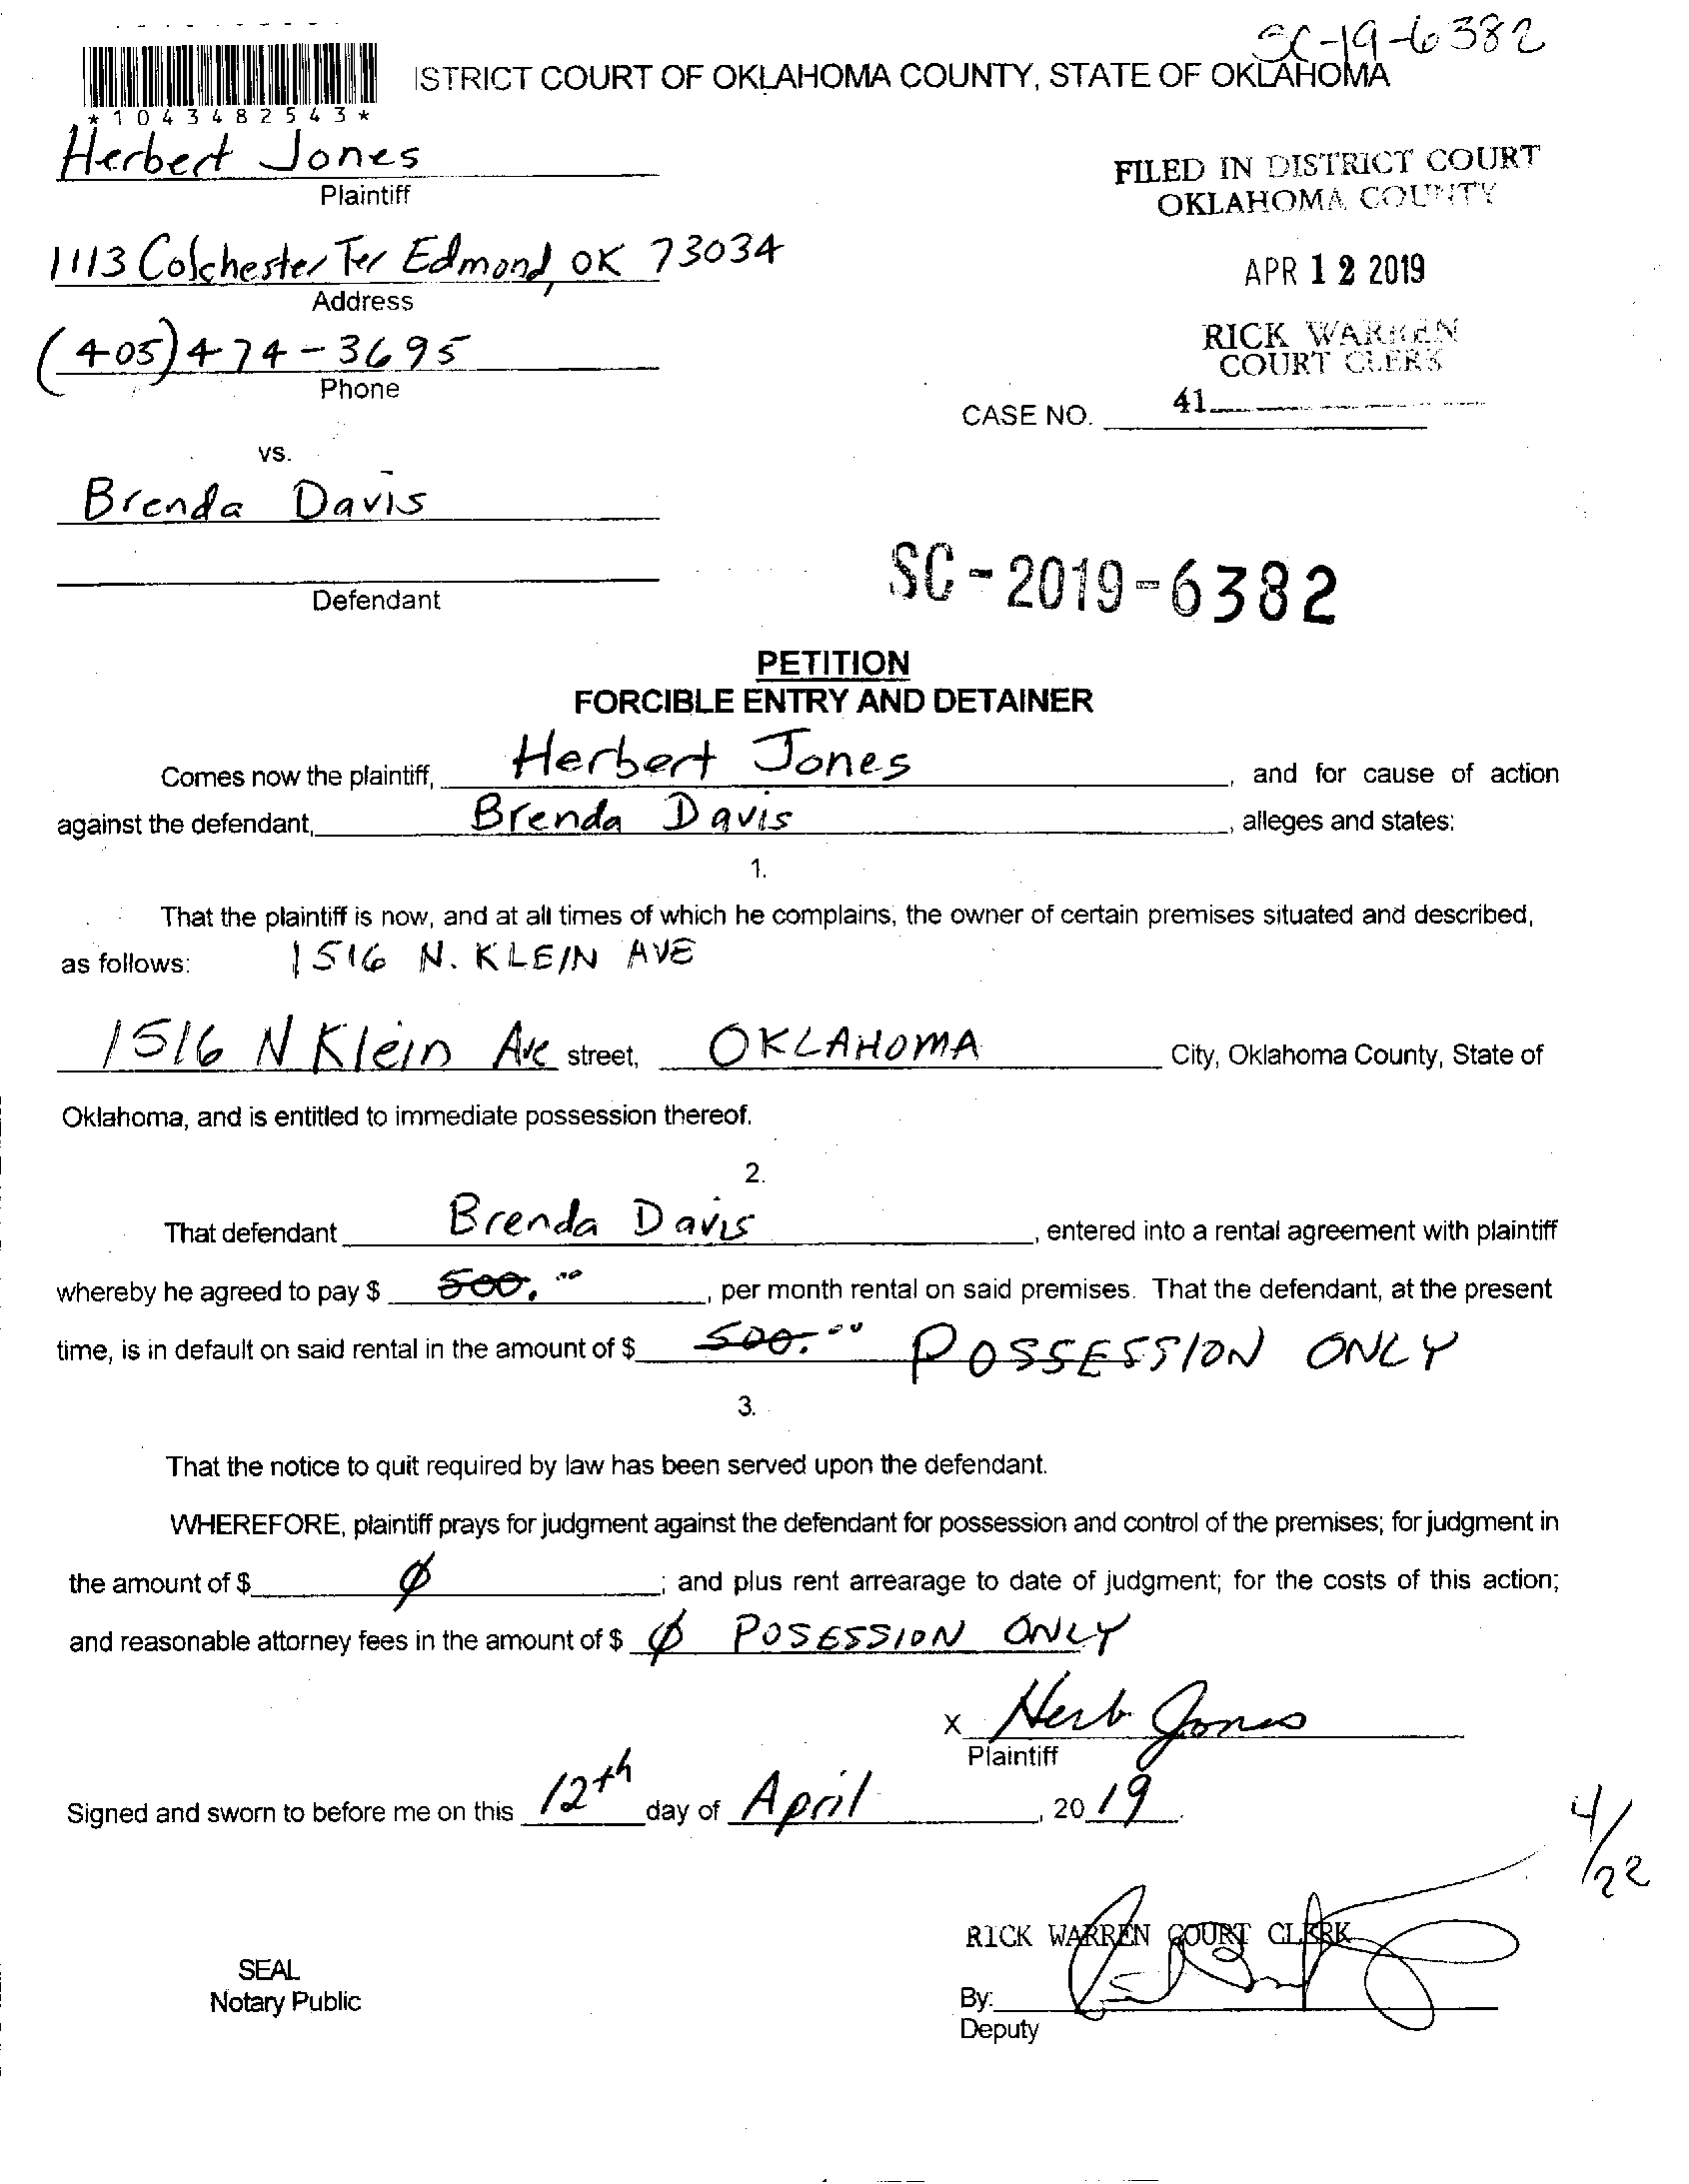 SC-19-6382
ISTRICT COURT OF OKLAHOMA COUNTY, STATE OF OKLAHOMA
*1043482543*
Herbert Jones
Plaintiff
FILED IN DISTRICT COURT
OKLAHOMA COUNTY
1113 Colchester Ter Edmond, OK 73034
Address
APR 12 2019
(405)474-3695
Phone
RICK WARREN
COURT CLERK
CASE NO. 41
vs.
Brenda Davis
Defendant
SC-2019-6382
PETITION
FORCIBLE ENTRY AND DETAINER
Comes now the plaintiff, Herbert Jones, and for cause of action
against the defendant, Brenda Davis, alleges and states:
1.
That the plaintiff is now, and at all times of which he complains, the owner of certain premises situated and described,
as follows: 1516 N. KLEIN AVE
1516 N Klein Ave street, OKLAHOMA City, Oklahoma County, State of
Oklahoma, and is entitled to immediate possession thereof.
2.
That defendant Brenda Davis, entered into a rental agreement with plaintiff
whereby he agreed to pay $ 500.00, per month rental on said premises. That the defendant, at the present
time, is in default on said rental in the amount of $ 500.00 POSSESSION ONLY
3.
That the notice to quit required by law has been served upon the defendant.
WHEREFORE, plaintiff prays for judgment against the defendant for possession and control of the premises; for judgment in
the amount of $ Ø; and plus rent arrearage to date of judgment; for the costs of this action;
and reasonable attorney fees in the amount of $ Ø POSESSION ONLY
x Herb Jones
Plaintiff
Signed and sworn to before me on this 12th day of April, 2019.
4/22
RICK WARREN COURT CLERK
SEAL
Notary Public
By:
Deputy